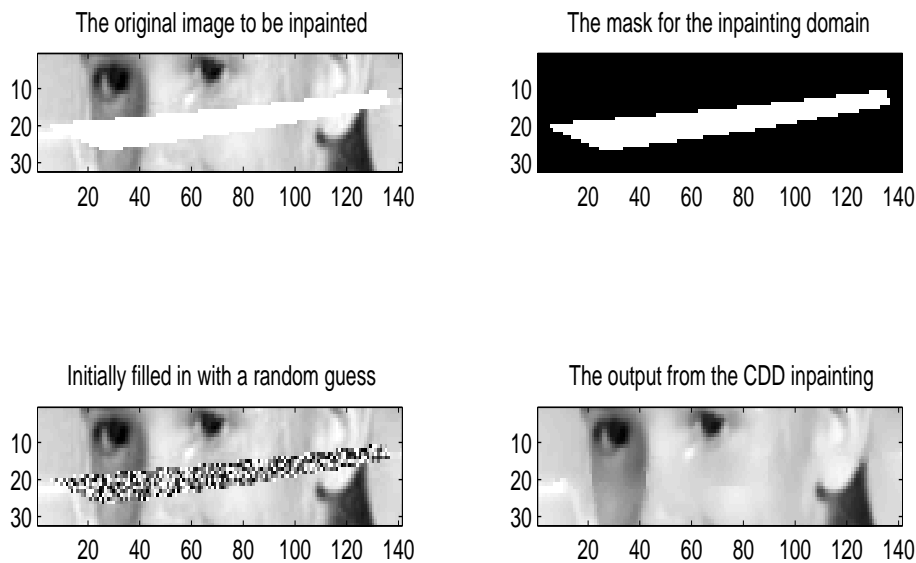 The original image to be inpainted
10
20
30
20 40 60 80 100 120 140
The mask for the inpainting domain
10
20
30
20 40 60 80 100 120 140
Initially filled in with a random guess
10
20
30
20 40 60 80 100 120 140
The output from the CDD inpainting
10
20
30
20 40 60 80 100 120 140